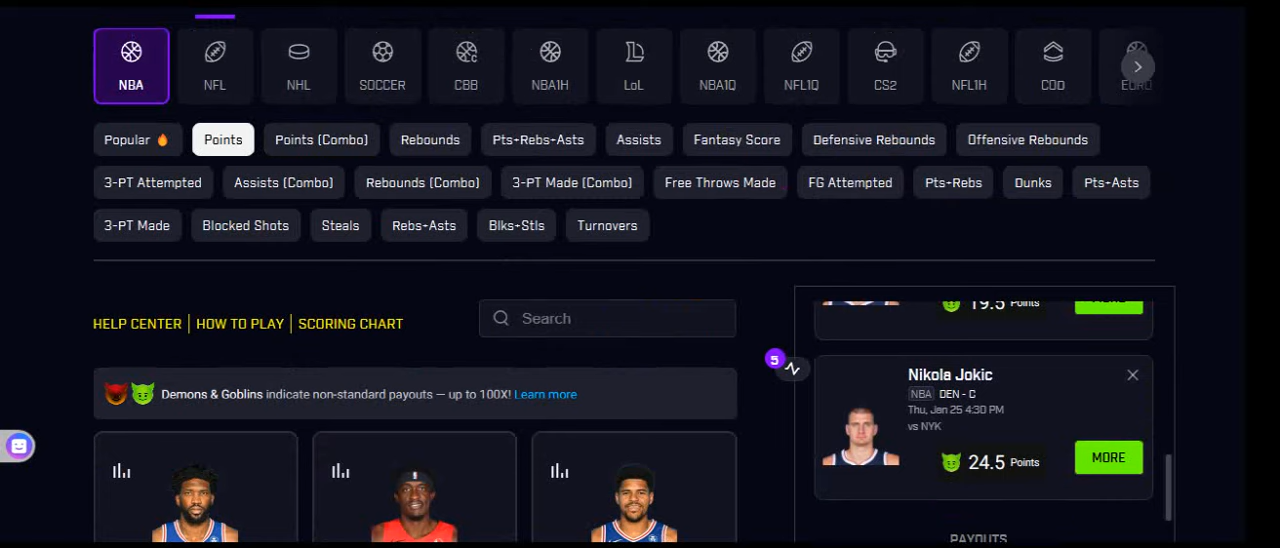 NBA NFL NHL SOCCER CBB NBA1H LoL NBA1Q NFL1Q CS2 NFL1H COD EURO
Popular Points Points (Combo) Rebounds Pts+Rebs+Asts Assists Fantasy Score Defensive Rebounds Offensive Rebounds
3-PT Attempted Assists (Combo) Rebounds (Combo) 3-PT Made (Combo) Free Throws Made FG Attempted Pts+Rebs Dunks Pts+Asts
3-PT Made Blocked Shots Steals Rebs+Asts Blks+Stls Turnovers
HELP CENTER HOW TO PLAY SCORING CHART
Search
Demons & Goblins indicate non-standard payouts — up to 100X! Learn more
19.5 Points MORE
5
Nikola Jokic
NBA DEN - C
Thu, Jan 25 4:30 PM
vs NYK
24.5 Points MORE
PAYOUTS